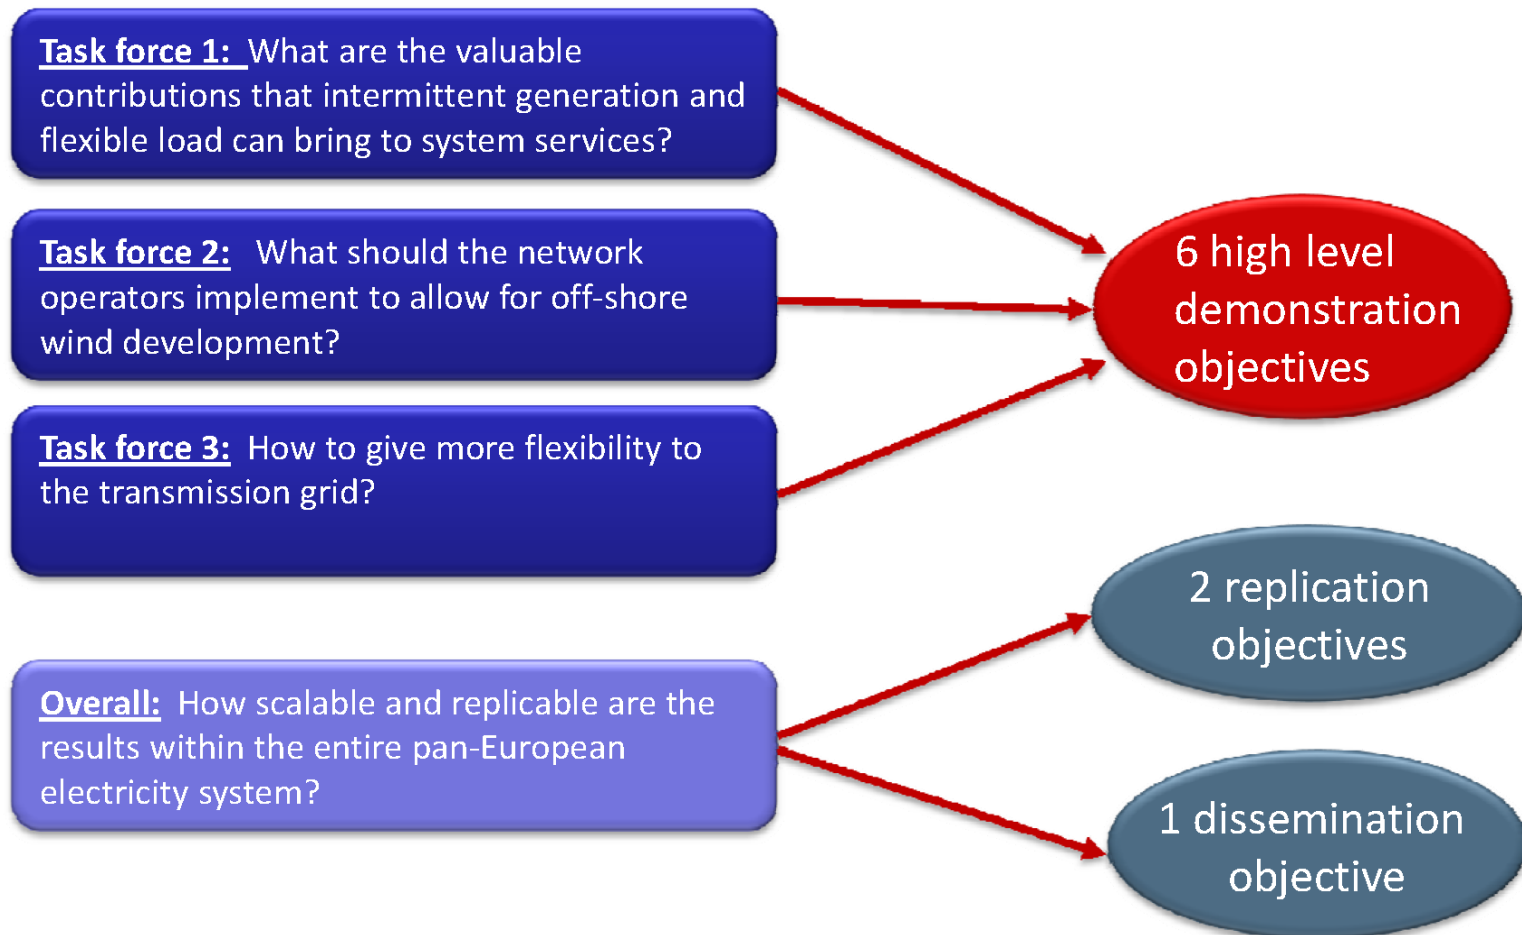 Task force 1: What are the valuable
contributions that intermittent generation and
flexible load can bring to system services?
Task force 2: What should the network
operators implement to allow for off-shore
wind development?
Task force 3: How to give more flexibility to
the transmission grid?
6 high level
demonstration
objectives
Overall: How scalable and replicable are the
results within the entire pan-European
electricity system?
2 replication
objectives
1 dissemination
objective